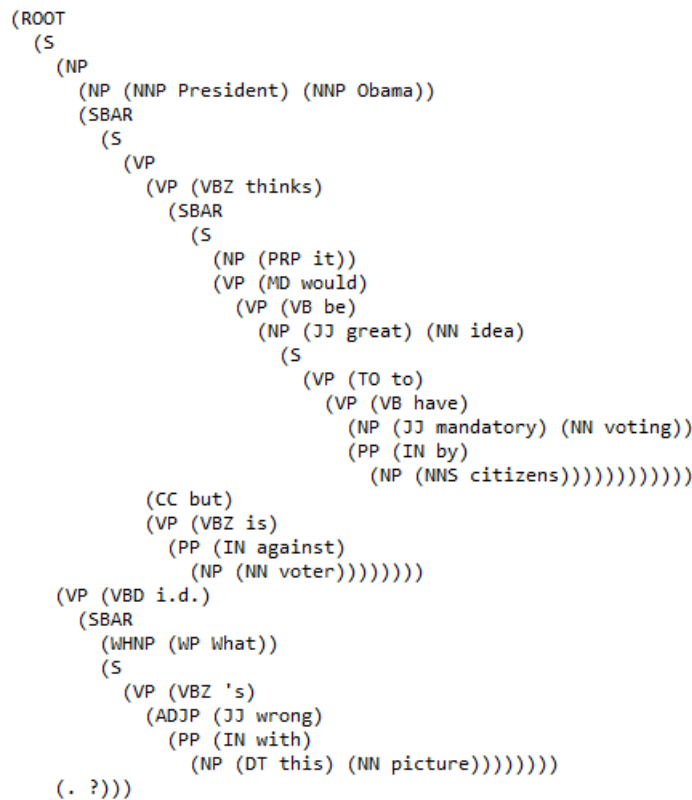 (ROOT
(S
(NP
(NP (NNP President) (NNP Obama))
(SBAR
(S
(VP
(VP (VBZ thinks)
(SBAR
(S
(NP (PRP it))
(VP (MD would)
(VP (VB be)
(NP (JJ great) (NN idea)
(S
(VP (TO to)
(VP (VB have)
(NP (JJ mandatory) (NN voting))
(PP (IN by)
(NP (NNS citizens))))))))))))
(CC but)
(VP (VBZ is)
(PP (IN against)
(NP (NN voter))))))))
(VP (VBD i.d.)
(SBAR
(WHNP (WP What))
(S
(VP (VBZ 's)
(ADJP (JJ wrong)
(PP (IN with)
(NP (DT this) (NN picture))))))))
(. ?)))